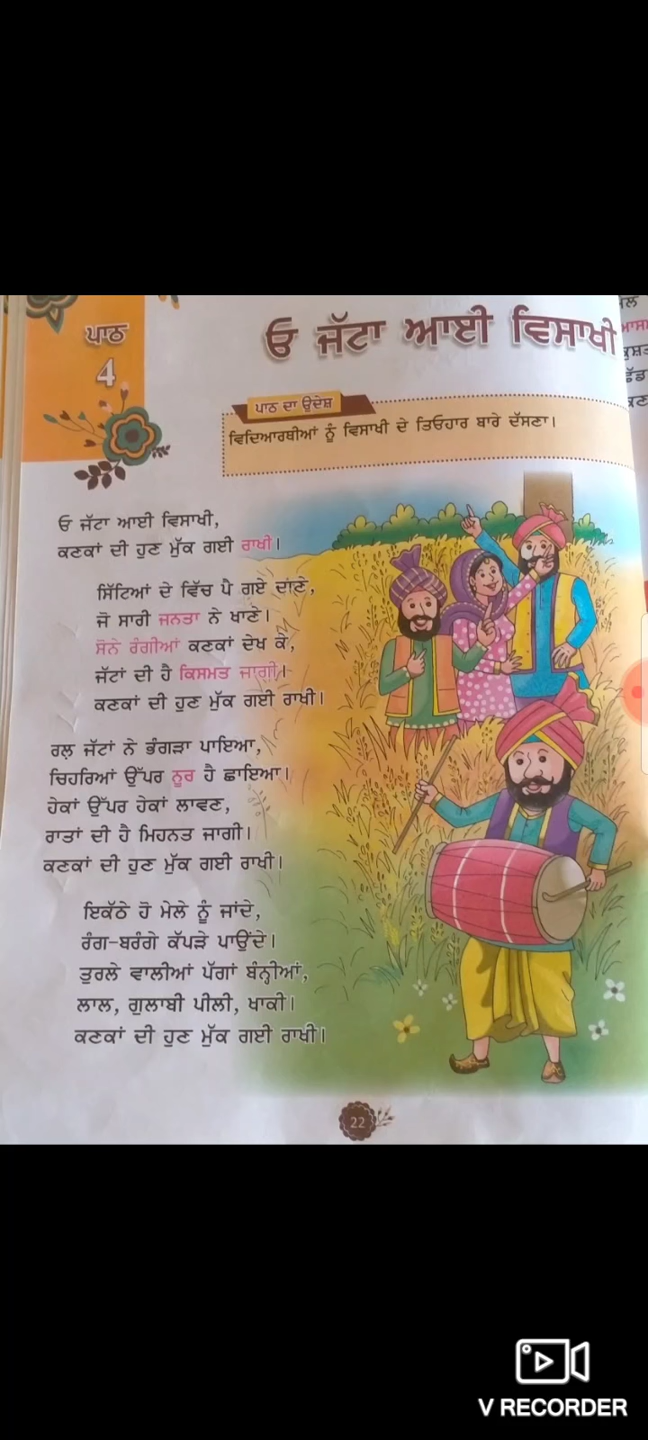 ਪਾਠ
4
ਓ ਜੱਟਾ ਆਈ ਵਿਸਾਖੀ
ਪਾਠ ਦਾ ਉਦੇਸ਼
ਵਿਦਿਆਰਥੀਆਂ ਨੂੰ ਵਿਸਾਖੀ ਦੇ ਤਿਓਹਾਰ ਬਾਰੇ ਦੱਸਣਾ।
ਓ ਜੱਟਾ ਆਈ ਵਿਸਾਖੀ,
ਕਣਕਾਂ ਦੀ ਹੁਣ ਮੁੱਕ ਗਈ ਰਾਖੀ।
ਸਿੱਟਿਆਂ ਦੇ ਵਿੱਚ ਪੈ ਗਏ ਦਾਣੇ,
ਜੋ ਸਾਰੀ ਜਨਤਾ ਨੇ ਖਾਣੇ।
ਸੋਨੇ ਰੰਗੀਆਂ ਕਣਕਾਂ ਦੇਖ ਕੇ,
ਜੱਟਾਂ ਦੀ ਹੈ ਕਿਸਮਤ ਜਾਗੀ।
ਕਣਕਾਂ ਦੀ ਹੁਣ ਮੁੱਕ ਗਈ ਰਾਖੀ।
ਰਲ਼ ਜੱਟਾਂ ਨੇ ਭੰਗੜਾ ਪਾਇਆ,
ਚਿਹਰਿਆਂ ਉੱਪਰ ਨੂਰ ਹੈ ਛਾਇਆ।
ਹੇਕਾਂ ਉੱਪਰ ਹੇਕਾਂ ਲਾਵਣ,
ਰਾਤਾਂ ਦੀ ਹੈ ਮਿਹਨਤ ਜਾਗੀ।
ਕਣਕਾਂ ਦੀ ਹੁਣ ਮੁੱਕ ਗਈ ਰਾਖੀ।
ਇਕੱਠੇ ਹੋ ਮੇਲੇ ਨੂੰ ਜਾਂਦੇ,
ਰੰਗ-ਬਰੰਗੇ ਕੱਪੜੇ ਪਾਉਂਦੇ।
ਤੁਰਲੇ ਵਾਲੀਆਂ ਪੱਗਾਂ ਬੰਨ੍ਹੀਆਂ,
ਲਾਲ, ਗੁਲਾਬੀ ਪੀਲੀ, ਖਾਕੀ।
ਕਣਕਾਂ ਦੀ ਹੁਣ ਮੁੱਕ ਗਈ ਰਾਖੀ।
22
V RECORDER